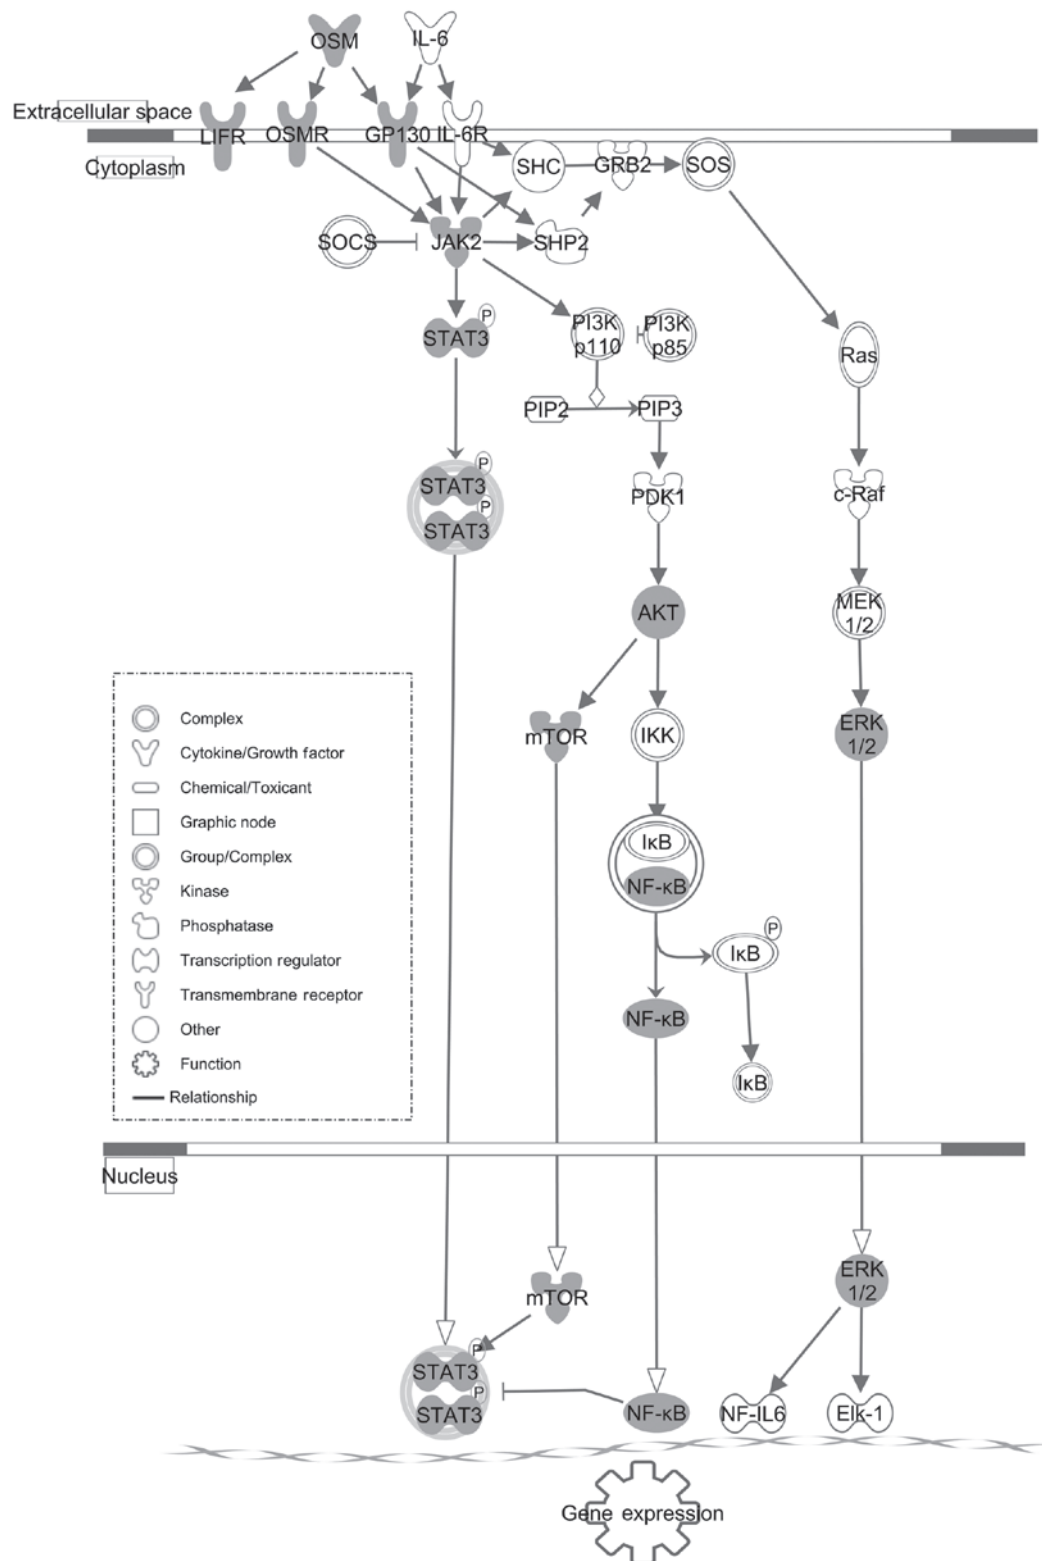 OSM
IL-6
Extracellular space
LIFR
OSMR
GP130
IL-6R
Cytoplasm
SHC
GRB2
SOS
SOCS
JAK2
SHP2
P
STAT3
PI3K
p110
PI3K
p85
Ras
PIP2
PIP3
P
STAT3
P
STAT3
PDK1
c-Raf
AKT
MEK
1/2
mTOR
IKK
ERK
1/2
Complex
Cytokine/Growth factor
Chemical/Toxicant
Graphic node
Group/Complex
Kinase
Phosphatase
Transcription regulator
Transmembrane receptor
Other
Function
Relationship
IκB
NF-κB
P
IκB
NF-κB
IκB
Nucleus
mTOR
ERK
1/2
P
STAT3
P
STAT3
NF-κB
NF-IL6
Elk-1
Gene expression